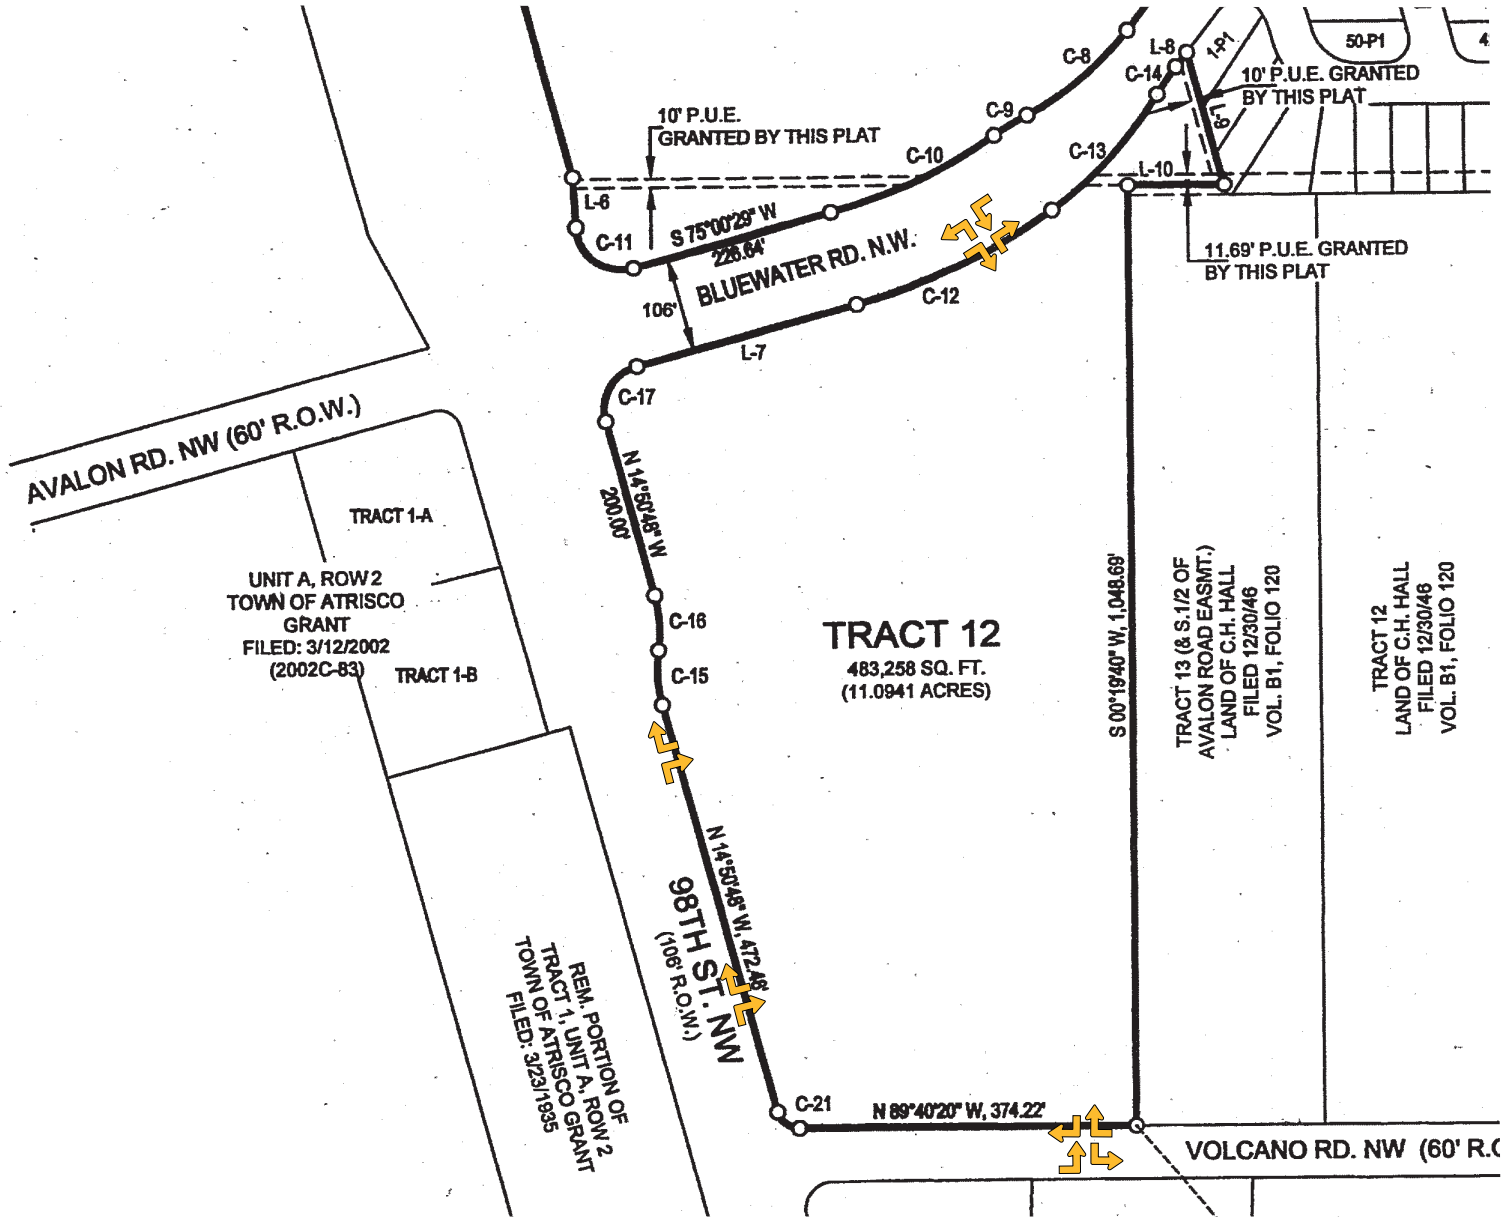 C-8
L-8
1-P1
50-P1
C-14
10' P.U.E. GRANTED
BY THIS PLAT
L-9
10' P.U.E.
GRANTED BY THIS PLAT
C-9
C-10
C-13
L-10
L-6
C-11
S 75°00'29" W
226.64'
BLUEWATER RD. N.W.
11.69' P.U.E. GRANTED
BY THIS PLAT
106'
C-12
L-7
C-17
AVALON RD. NW (60' R.O.W.)
N 14°50'48" W
200.00'
TRACT 1-A
UNIT A, ROW 2
TOWN OF ATRISCO
GRANT
FILED: 3/12/2002
(2002C-83)
TRACT 1-B
C-16
C-15
TRACT 12
483,258 SQ. FT.
(11.0941 ACRES)
S 00°19'40" W, 1,048.69'
TRACT 13 (& S.1/2 OF
AVALON ROAD EASMT.)
LAND OF C.H. HALL
FILED 12/30/46
VOL. B1, FOLIO 120
TRACT 12
LAND OF C.H. HALL
FILED 12/30/46
VOL. B1, FOLIO 120
N 14°50'48" W, 472.46'
98TH ST. NW
(106' R.O.W.)
REM. PORTION OF
TRACT 1, UNIT A, ROW 2
TOWN OF ATRISCO GRANT
FILED: 3/23/1935
C-21
N 89°40'20" W, 374.22'
VOLCANO RD. NW (60' R.O